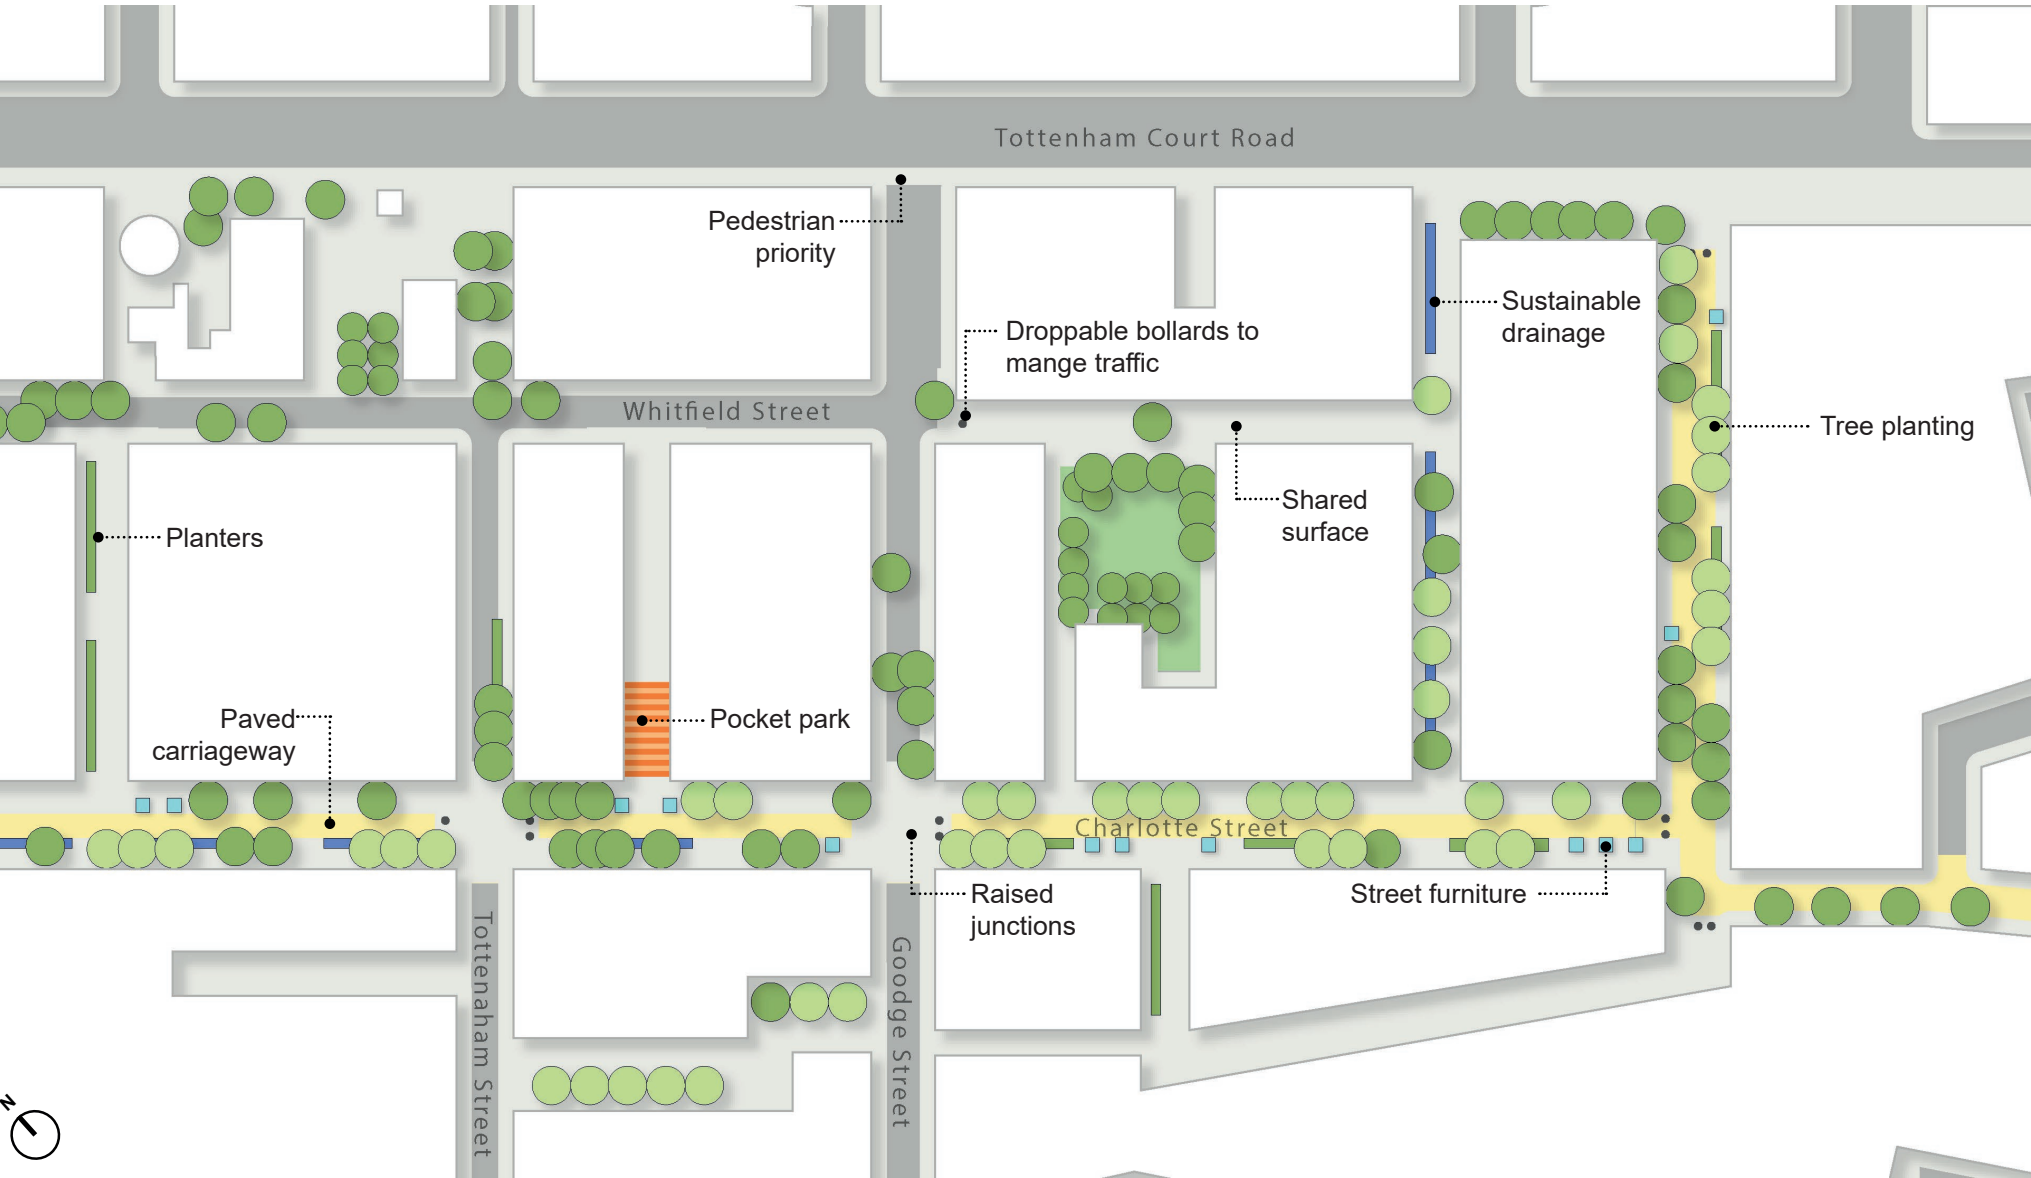 Tottenham Court Road
Pedestrian
priority
Sustainable
drainage
Droppable bollards to
mange traffic
Whitfield Street
Tree planting
Shared
surface
Planters
Paved
carriageway
Pocket park
Charlotte Street
Raised
junctions
Street furniture
Tottenaham Street
Goodge Street
N